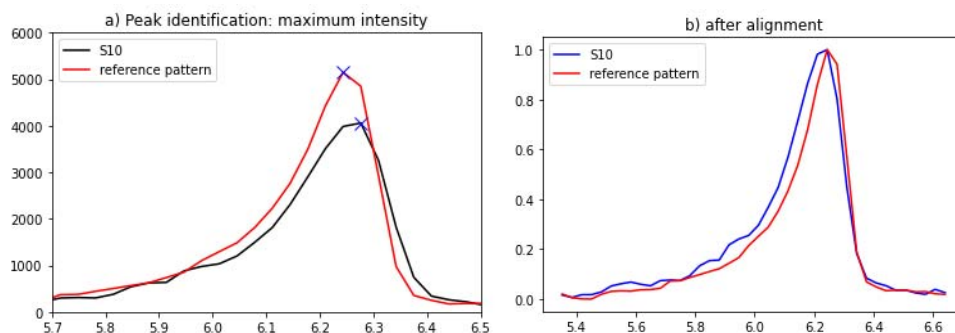 a) Peak identification: maximum intensity
6000
5000
4000
3000
2000
1000
0
S10
reference pattern
5.7 5.8 5.9 6.0 6.1 6.2 6.3 6.4 6.5
b) after alignment
1.0
0.8
0.6
0.4
0.2
0.0
S10
reference pattern
5.4 5.6 5.8 6.0 6.2 6.4 6.6